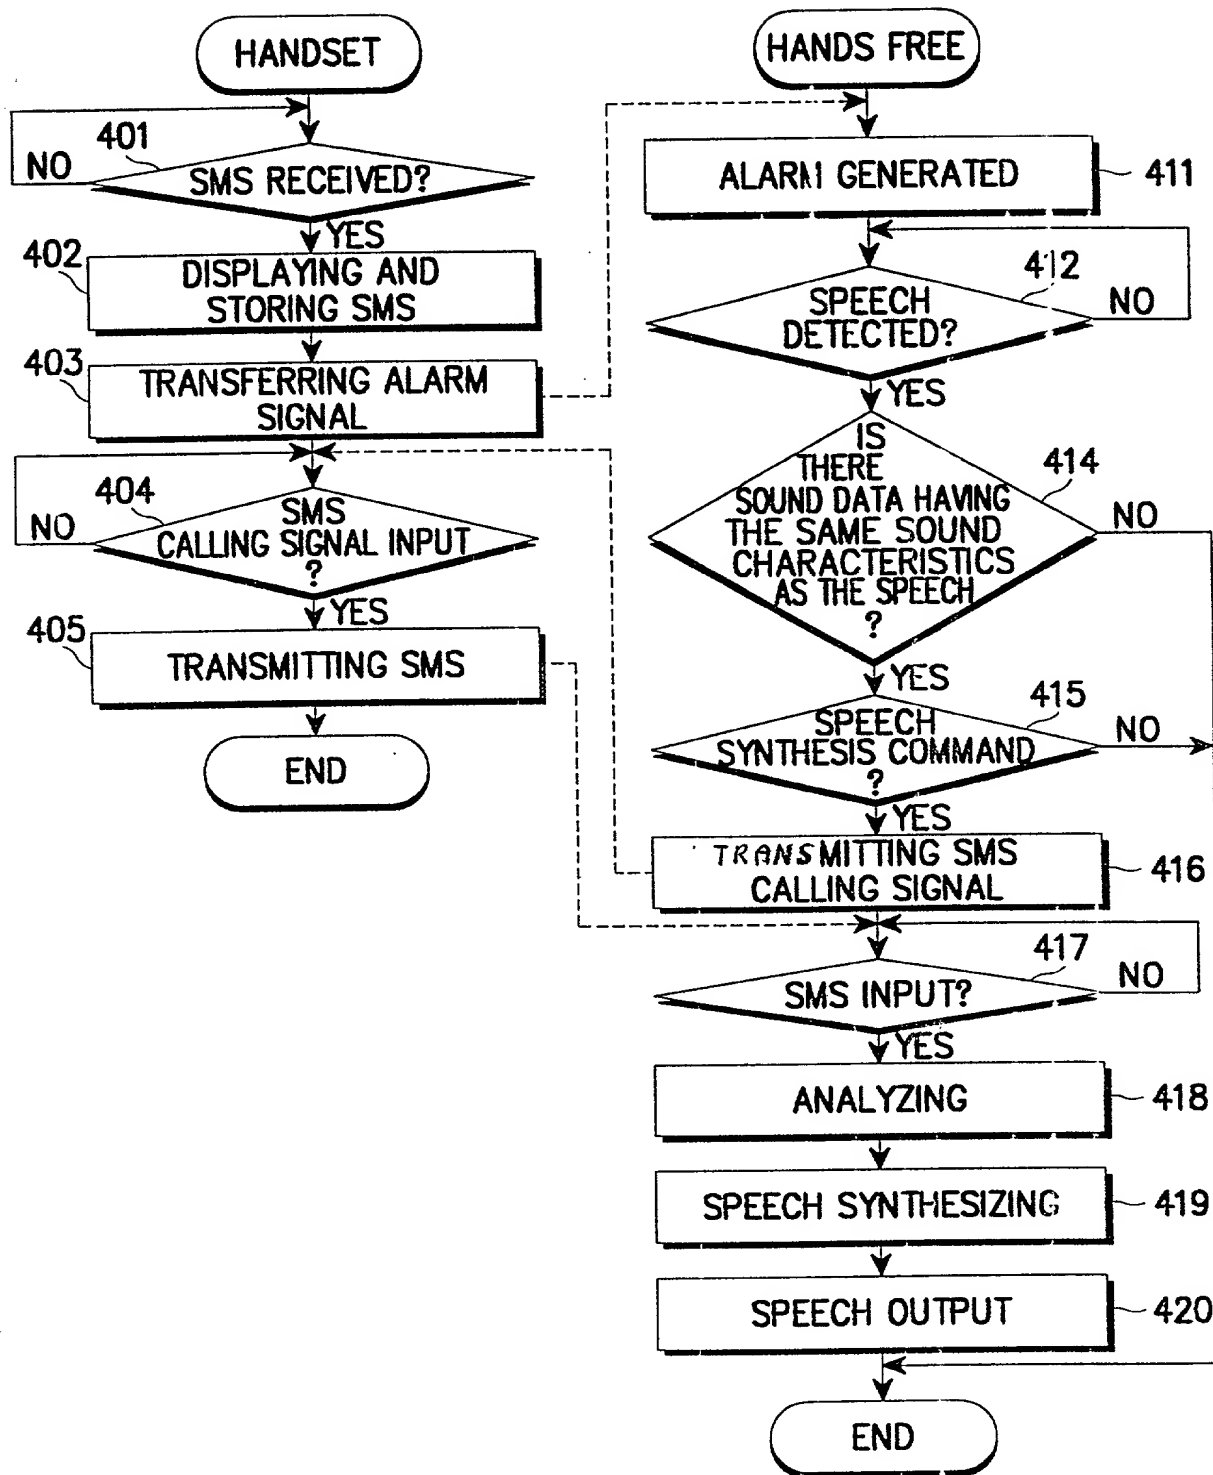 HANDSET
401
NO
SMS RECEIVED?
YES
402
DISPLAYING AND
STORING SMS
403
TRANSFERRING ALARM
SIGNAL
404
NO
SMS
CALLING SIGNAL INPUT
?
YES
405
TRANSMITTING SMS
END
HANDS FREE
ALARM GENERATED
411
412
SPEECH
DETECTED?
NO
YES
IS
THERE
SOUND DATA HAVING
THE SAME SOUND
CHARACTERISTICS
AS THE SPEECH
?
414
NO
YES
415
SPEECH
SYNTHESIS COMMAND
?
NO
YES
TRANSMITTING SMS
CALLING SIGNAL
416
417
SMS INPUT?
NO
YES
ANALYZING
418
SPEECH SYNTHESIZING
419
SPEECH OUTPUT
420
END